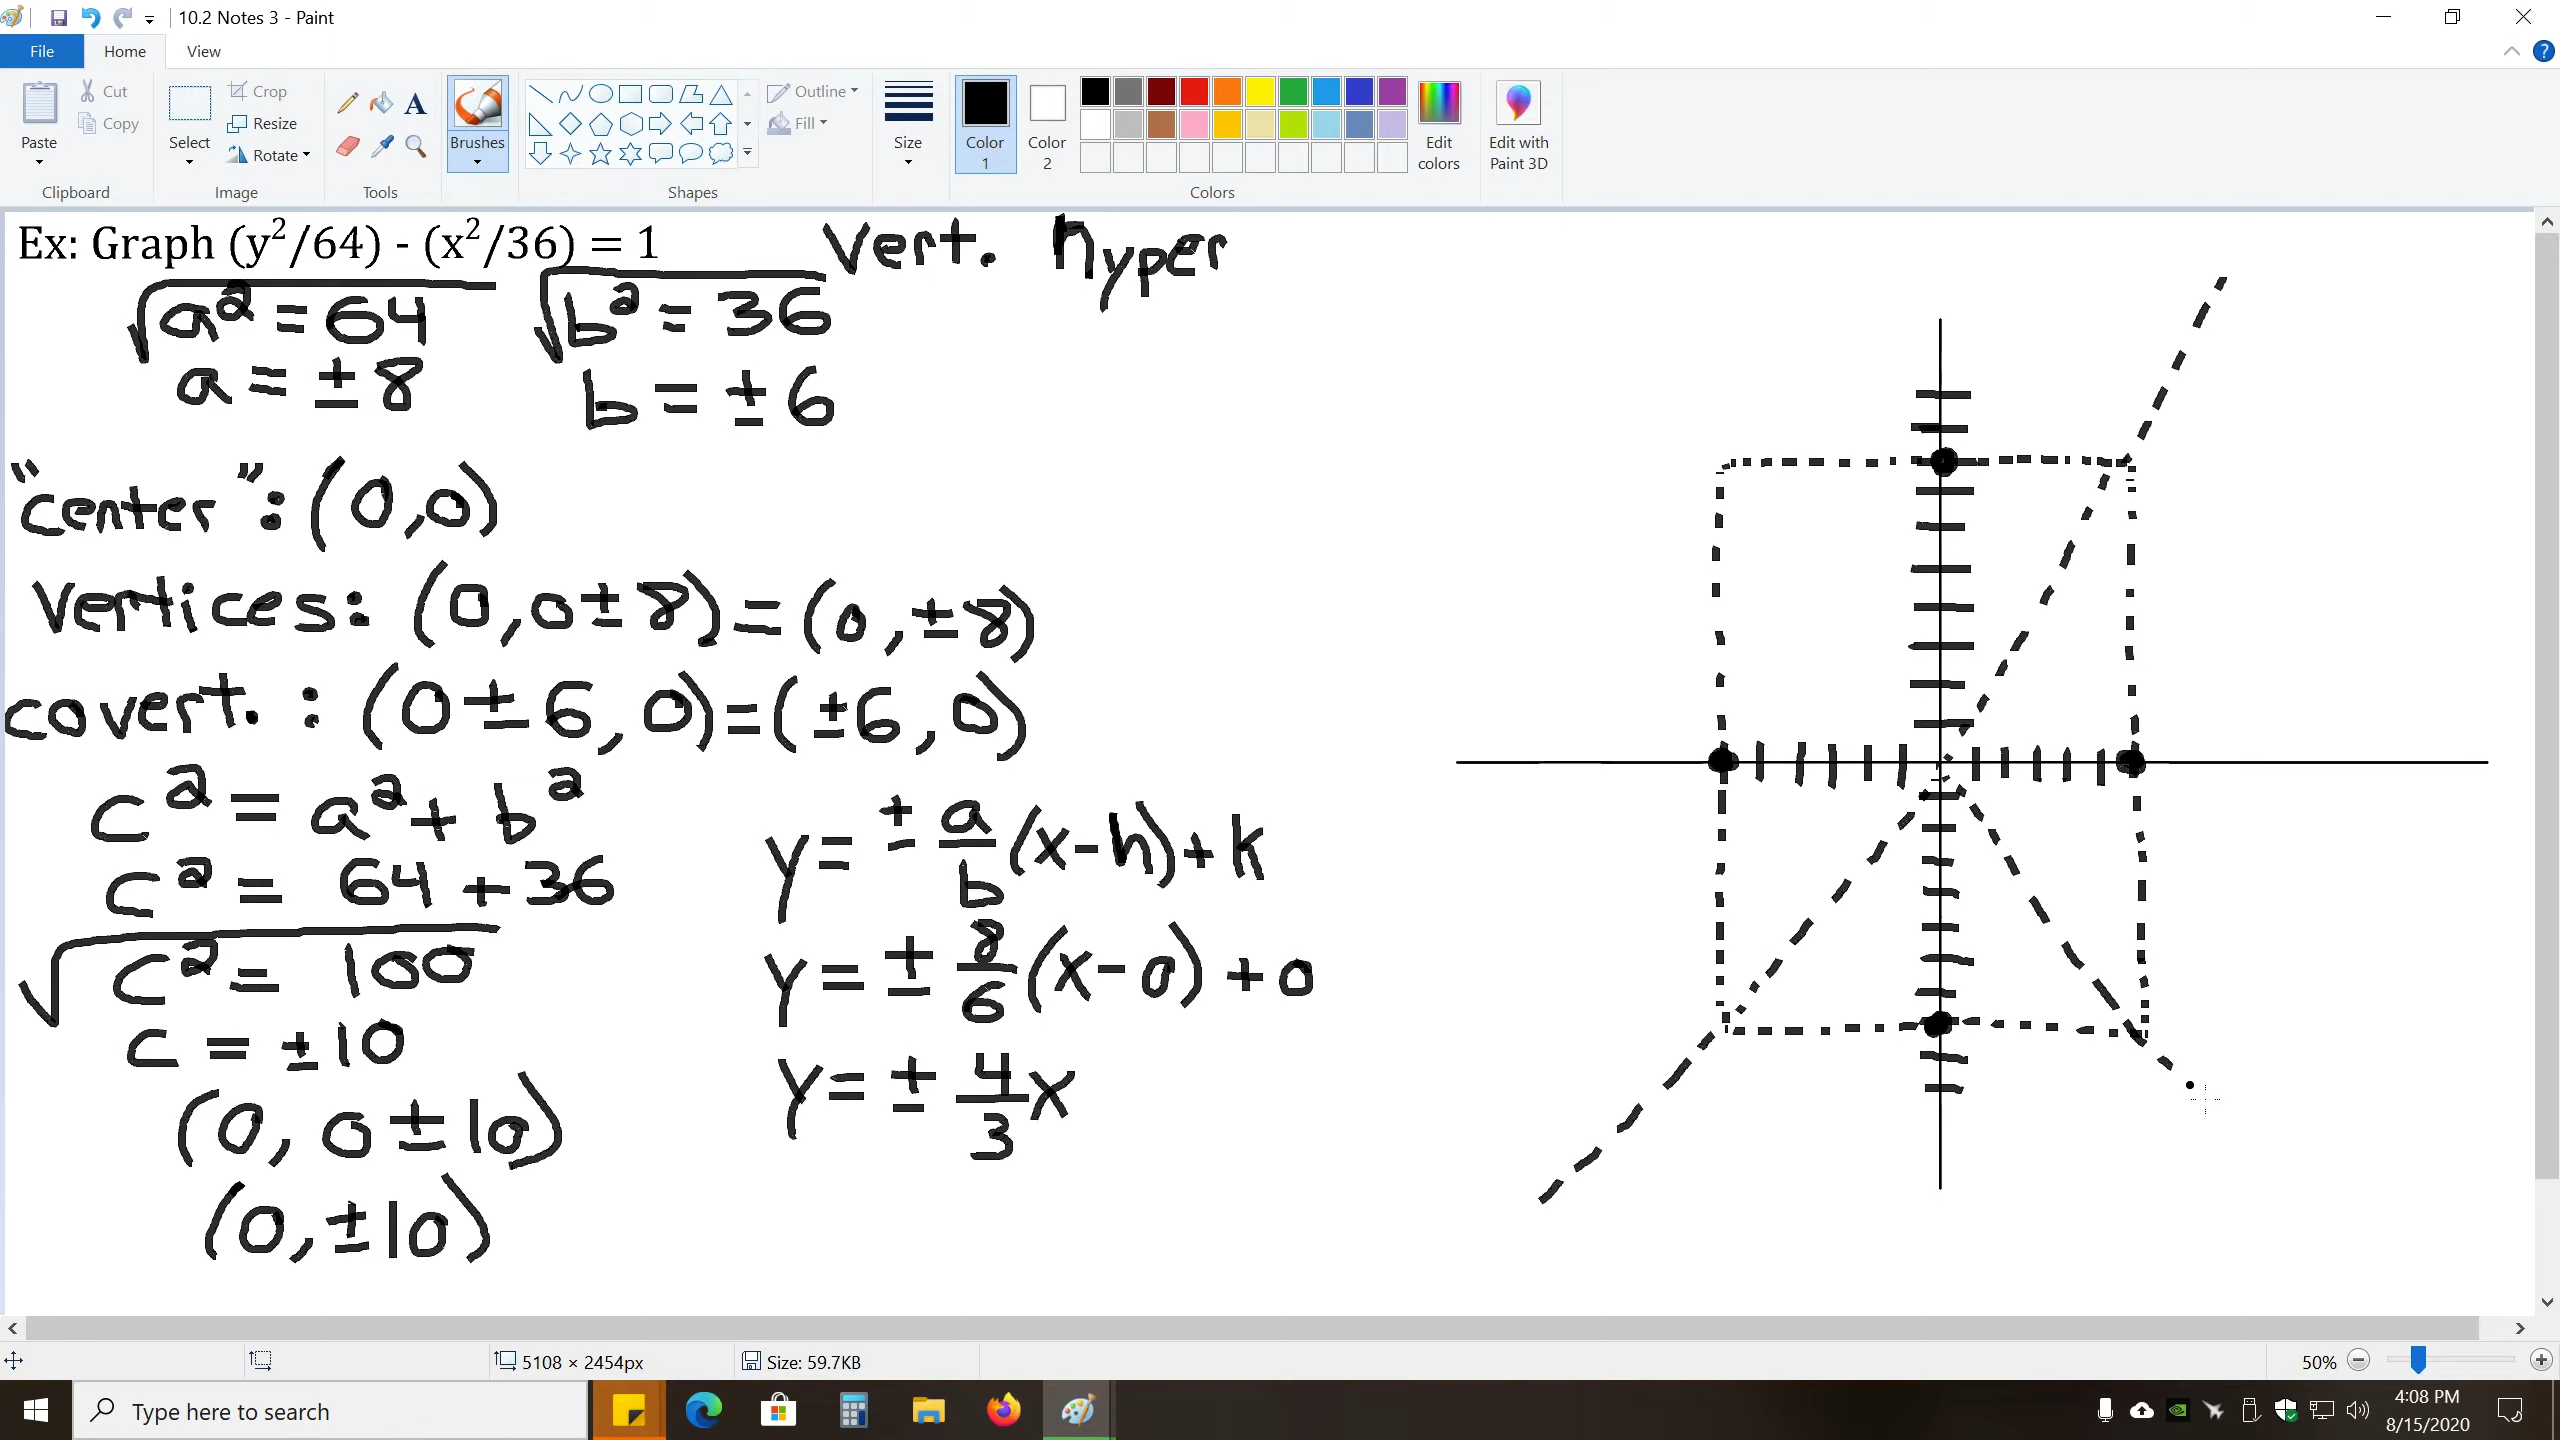 10.2 Notes 3 - Paint
File Home View
Paste Cut Copy Clipboard
Select Crop Resize Rotate Image
Tools
Brushes
Shapes
Outline Fill
Size
Color 1 Color 2
Colors
Edit colors
Edit with Paint 3D
Ex: Graph (y²/64) - (x²/36) = 1 Vert. hyper
√a² = 64 √b² = 36
a = ± 8 b = ± 6
"center": (0,0)
Vertices: (0,0±8)=(0,±8)
covert.: (0±6,0)=(±6,0)
c² = a² + b²
c² = 64 + 36
√c² = 100
c = ±10
(0, 0±10)
(0,±10)
y= ± a/b (x-h)+k
y= ± 8/6 (x-0)+0
y= ± 4/3 x
5108 × 2454px Size: 59.7KB 50%
Type here to search
4:08 PM
8/15/2020